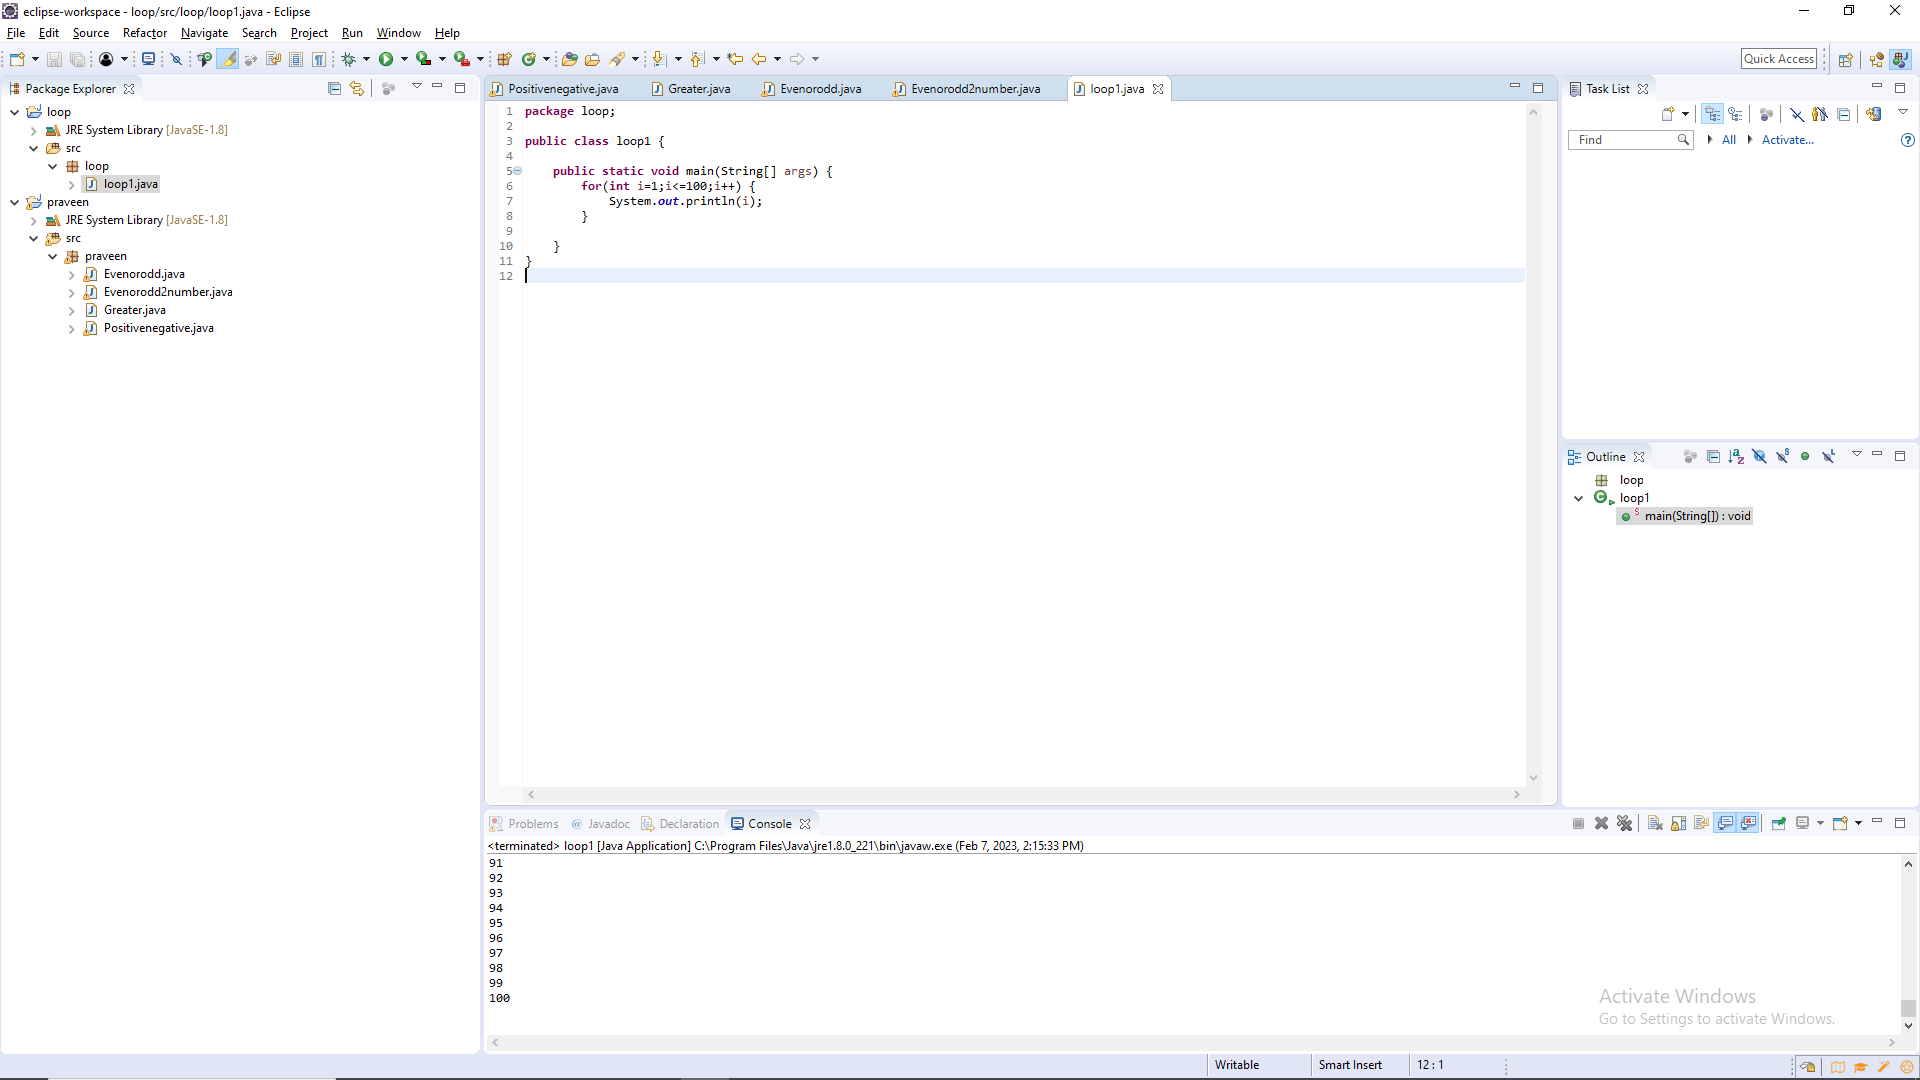 eclipse-workspace - loop/src/loop/loop1.java - Eclipse
File Edit Source Refactor Navigate Search Project Run Window Help
Quick Access
Package Explorer
loop
JRE System Library [JavaSE-1.8]
src
loop
loop1.java
praveen
JRE System Library [JavaSE-1.8]
src
praveen
Evenorodd.java
Evenorodd2number.java
Greater.java
Positivenegative.java
Positivenegative.java Greater.java Evenorodd.java Evenorodd2number.java loop1.java
1 package loop;
2
3 public class loop1 {
4
5 public static void main(String[] args) {
6 for(int i=1;i<=100;i++) {
7 System.out.println(i);
8 }
9
10 }
11 }
12
Task List
Find All Activate...
Outline
loop
loop1
main(String[]) : void
Problems @ Javadoc Declaration Console
<terminated> loop1 [Java Application] C:\Program Files\Java\jre1.8.0_221\bin\javaw.exe (Feb 7, 2023, 2:15:33 PM)
91
92
93
94
95
96
97
98
99
100
Activate Windows
Go to Settings to activate Windows.
Writable Smart Insert 12 : 1